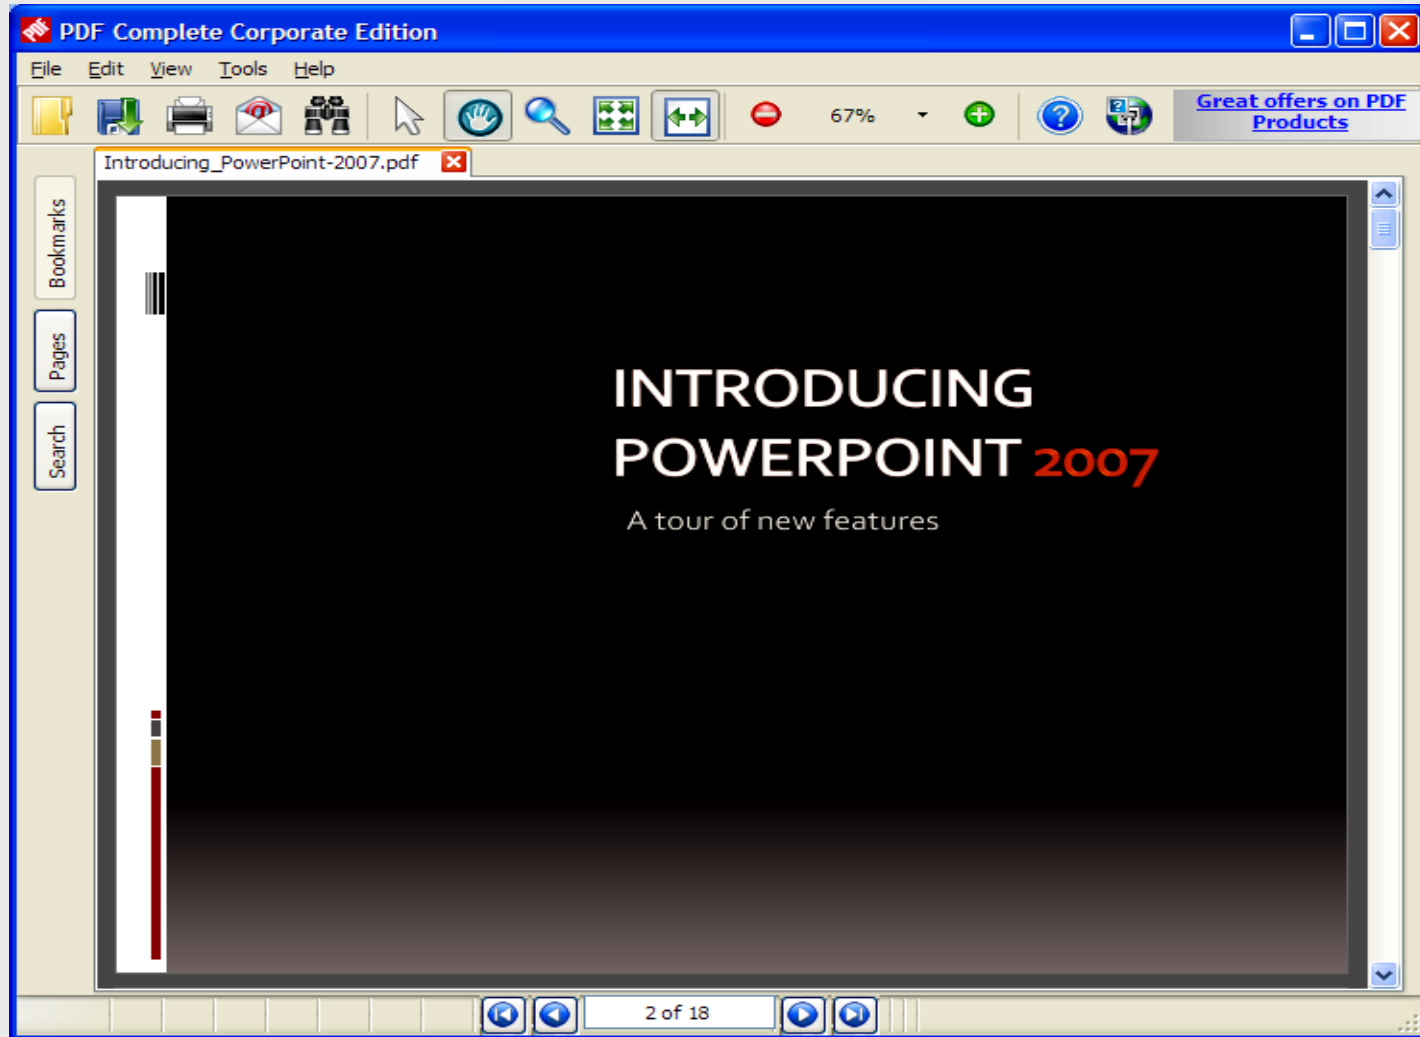 PDF Complete Corporate Edition
File Edit View Tools Help
67%
Great offers on PDF
Products
Introducing_PowerPoint-2007.pdf
Bookmarks
Pages
Search
INTRODUCING
POWERPOINT 2007
A tour of new features
2 of 18